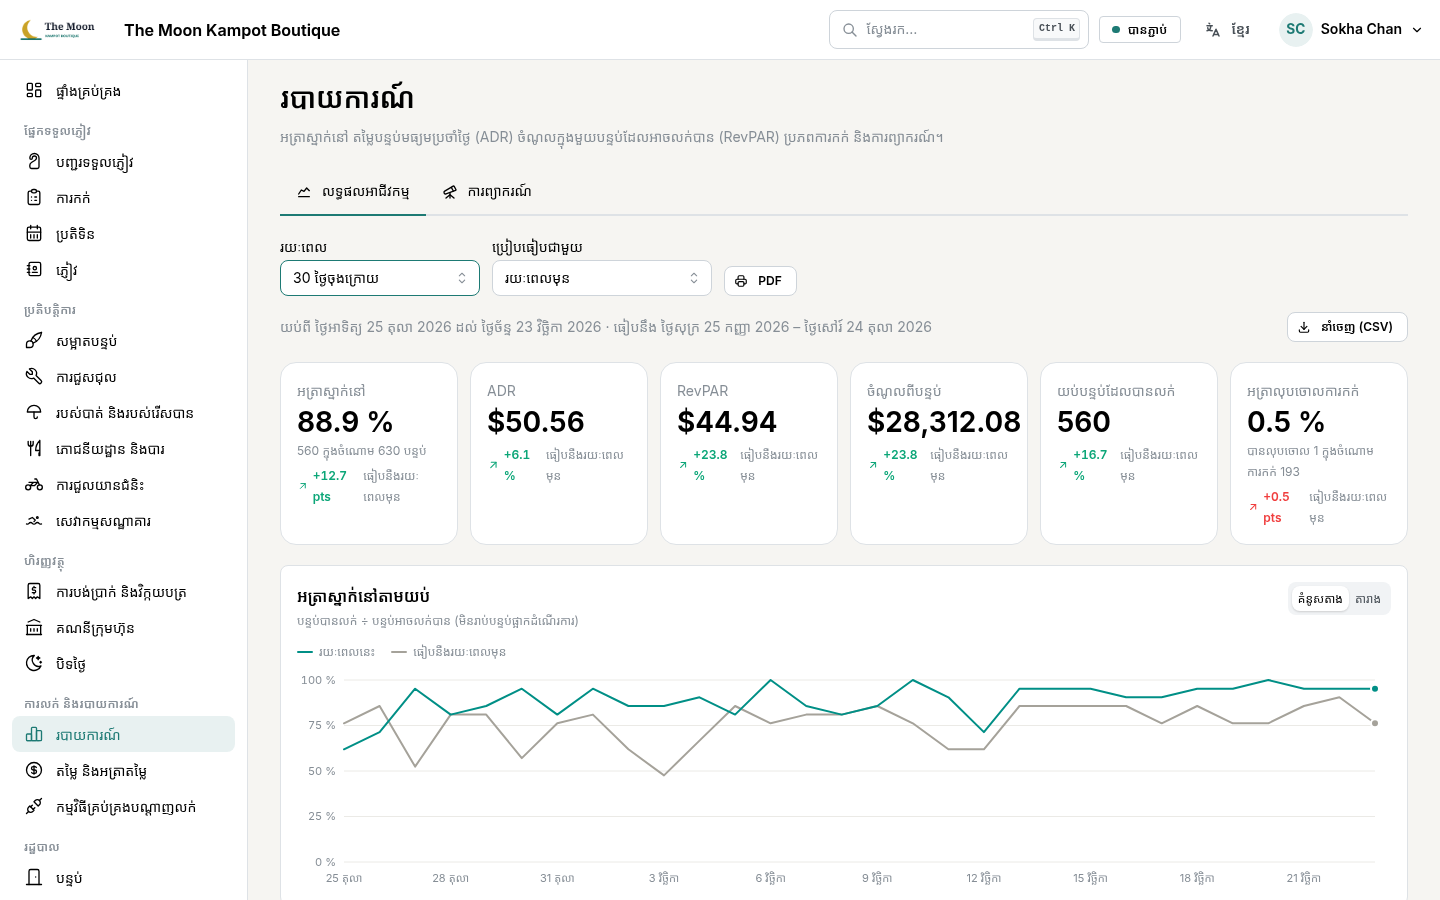 The Moon
KAMPOT BOUTIQUE
The Moon Kampot Boutique
ស្វែងរក...
Ctrl K
បានភ្ជាប់
ខ្មែរ
SC
Sokha Chan
ផ្ទាំងគ្រប់គ្រង
ផ្នែកទទួលភ្ញៀវ
បញ្ជរទទួលភ្ញៀវ
ការកក់
ប្រតិទិន
ភ្ញៀវ
ប្រតិបត្តិការ
សម្អាតបន្ទប់
ការជួសជុល
របស់បាត់ និងរបស់រើសបាន
ភោជនីយដ្ឋាន និងបារ
ការជួលយានជំនិះ
សេវាកម្មសណ្ឋាគារ
ហិរញ្ញវត្ថុ
ការបង់ប្រាក់ និងវិក្កយបត្រ
គណនីក្រុមហ៊ុន
បិទថ្ងៃ
ការលក់ និងរបាយការណ៍
របាយការណ៍
តម្លៃ និងអត្រាតម្លៃ
កម្មវិធីគ្រប់គ្រងបណ្តាញលក់
រដ្ឋបាល
បន្ទប់
របាយការណ៍
អត្រាស្នាក់នៅ តម្លៃបន្ទប់មធ្យមប្រចាំថ្ងៃ (ADR) ចំណូលក្នុងមួយបន្ទប់ដែលអាចលក់បាន (RevPAR) ប្រភពការកក់ និងការព្យាករណ៍។
លទ្ធផលអាជីវកម្ម
ការព្យាករណ៍
រយៈពេល
ប្រៀបធៀបជាមួយ
30 ថ្ងៃចុងក្រោយ
រយៈពេលមុន
PDF
យប់ពី ថ្ងៃអាទិត្យ 25 តុលា 2026 ដល់ ថ្ងៃច័ន្ទ 23 វិច្ឆិកា 2026 · ធៀបនឹង ថ្ងៃសុក្រ 25 កញ្ញា 2026 – ថ្ងៃសៅរ៍ 24 តុលា 2026
នាំចេញ (CSV)
អត្រាស្នាក់នៅ
88.9 %
560 ក្នុងចំណោម 630 បន្ទប់
+12.7 pts
ធៀបនឹងរយៈពេលមុន
ADR
$50.56
+6.1 %
ធៀបនឹងរយៈពេលមុន
RevPAR
$44.94
+23.8 %
ធៀបនឹងរយៈពេលមុន
ចំណូលពីបន្ទប់
$28,312.08
+23.8 %
ធៀបនឹងរយៈពេលមុន
យប់បន្ទប់ដែលបានលក់
560
+16.7 %
ធៀបនឹងរយៈពេលមុន
អត្រាលុបចោលការកក់
0.5 %
បានលុបចោល 1 ក្នុងចំណោម
ការកក់ 193
+0.5 pts
ធៀបនឹងរយៈពេលមុន
អត្រាស្នាក់នៅតាមយប់
បន្ទប់បានលក់ ÷ បន្ទប់អាចលក់បាន (មិនរាប់បន្ទប់ផ្អាកដំណើរការ)
គំនូសតាង
តារាង
រយៈពេលនេះ
ធៀបនឹងរយៈពេលមុន
100 %
75 %
50 %
25 %
0 %
25 តុលា
28 តុលា
31 តុលា
3 វិច្ឆិកា
6 វិច្ឆិកា
9 វិច្ឆិកា
12 វិច្ឆិកា
15 វិច្ឆិកា
18 វិច្ឆិកា
21 វិច្ឆិកា